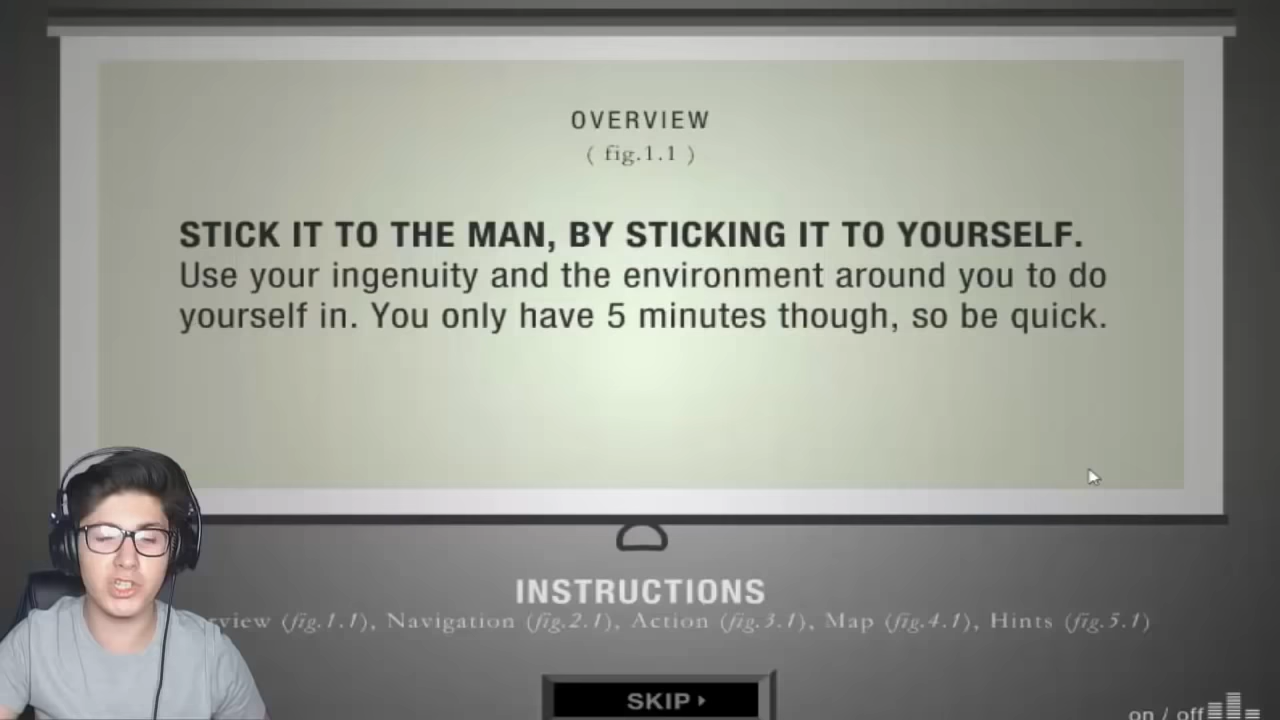 OVERVIEW
( fig.1.1 )
STICK IT TO THE MAN, BY STICKING IT TO YOURSELF.
Use your ingenuity and the environment around you to do
yourself in. You only have 5 minutes though, so be quick.
INSTRUCTIONS
(fig.1.1), Navigation (fig.2.1), Action (fig.3.1), Map (fig.4.1), Hints (fig.5.1)
SKIP
on / off